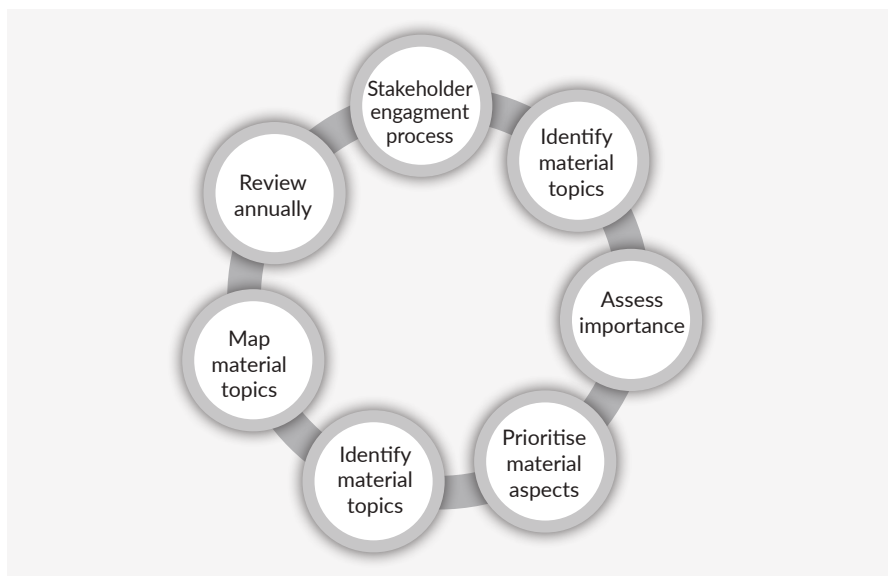 Stakeholder
engagment
process
Identify
material
topics
Assess
importance
Prioritise
material
aspects
Identify
material
topics
Map
material
topics
Review
annually